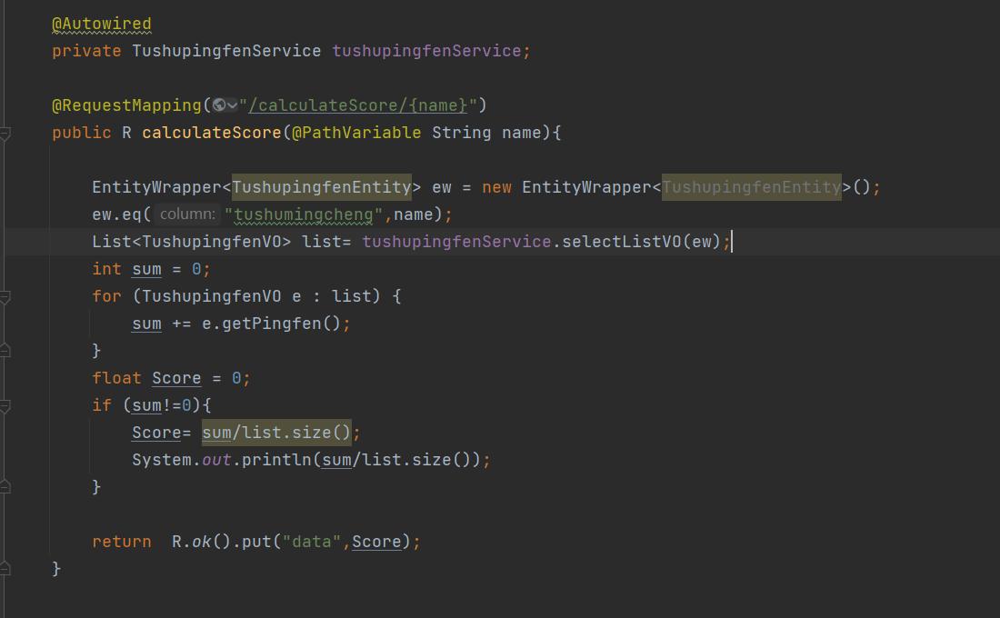 @Autowired
private TushupingfenService tushupingfenService;
@RequestMapping("/calculateScore/{name}")
public R calculateScore(@PathVariable String name){
EntityWrapper<TushupingfenEntity> ew = new EntityWrapper<TushupingfenEntity>();
ew.eq( column: "tushumingcheng",name);
List<TushupingfenVO> list= tushupingfenService.selectListVO(ew);
int sum = 0;
for (TushupingfenVO e : list) {
sum += e.getPingfen();
}
float Score = 0;
if (sum!=0){
Score= sum/list.size();
System.out.println(sum/list.size());
}
return  R.ok().put("data",Score);
}